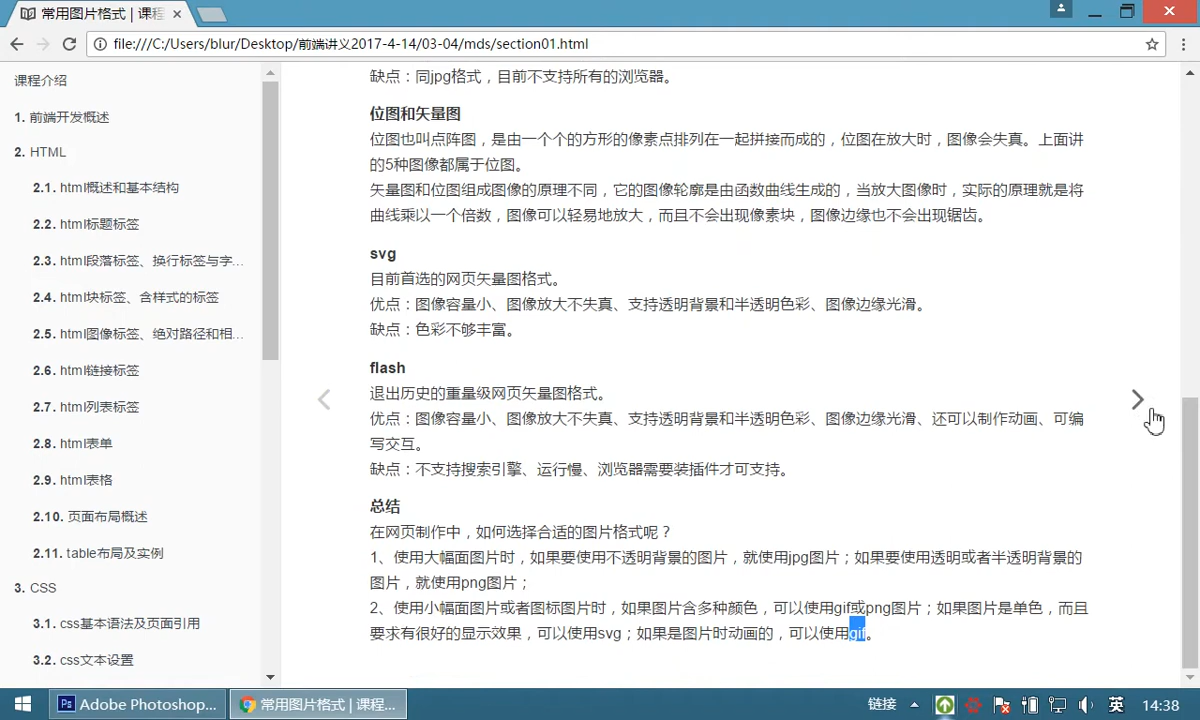 常用图片格式 | 课程
file:///C:/Users/blur/Desktop/前端讲义2017-4-14/03-04/mds/section01.html
课程介绍
1. 前端开发概述
2. HTML
2.1. html概述和基本结构
2.2. html标题标签
2.3. html段落标签、换行标签与字...
2.4. html块标签、含样式的标签
2.5. html图像标签、绝对路径和相...
2.6. html链接标签
2.7. html列表标签
2.8. html表单
2.9. html表格
2.10. 页面布局概述
2.11. table布局及实例
3. CSS
3.1. css基本语法及页面引用
3.2. css文本设置
缺点：同jpg格式，目前不支持所有的浏览器。
位图和矢量图
位图也叫点阵图，是由一个个的方形的像素点排列在一起拼接而成的，位图在放大时，图像会失真。上面讲
的5种图像都属于位图。
矢量图和位图组成图像的原理不同，它的图像轮廓是由函数曲线生成的，当放大图像时，实际的原理就是将
曲线乘以一个倍数，图像可以轻易地放大，而且不会出现像素块，图像边缘也不会出现锯齿。
svg
目前首选的网页矢量图格式。
优点：图像容量小、图像放大不失真、支持透明背景和半透明色彩、图像边缘光滑。
缺点：色彩不够丰富。
flash
退出历史的重量级网页矢量图格式。
优点：图像容量小、图像放大不失真、支持透明背景和半透明色彩、图像边缘光滑、还可以制作动画、可编
写交互。
缺点：不支持搜索引擎、运行慢、浏览器需要装插件才可支持。
总结
在网页制作中，如何选择合适的图片格式呢？
1、使用大幅面图片时，如果要使用不透明背景的图片，就使用jpg图片；如果要使用透明或者半透明背景的
图片，就使用png图片；
2、使用小幅面图片或者图标图片时，如果图片含多种颜色，可以使用gif或png图片；如果图片是单色，而且
要求有很好的显示效果，可以使用svg；如果是图片时动画的，可以使用gif。
Ps Adobe Photoshop...
常用图片格式 | 课程...
链接
英
14:38